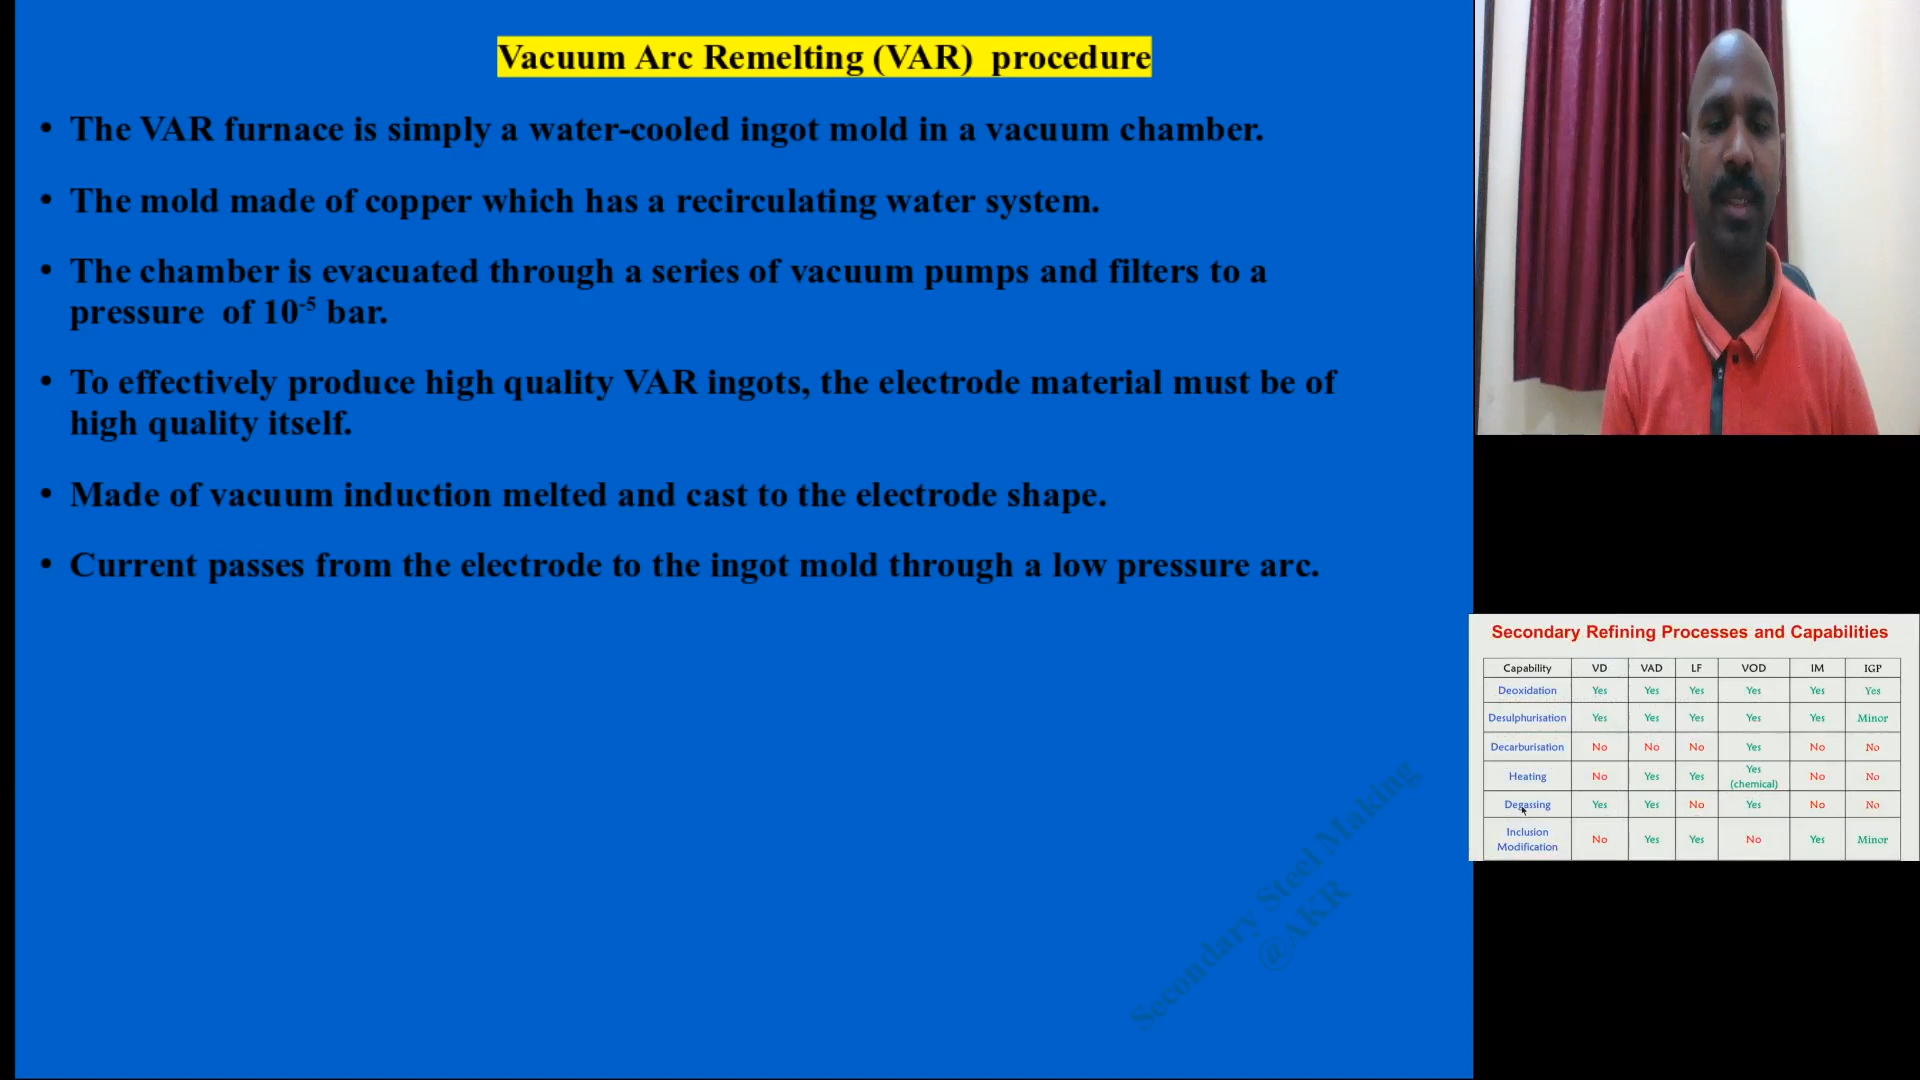 Vacuum Arc Remelting (VAR) procedure
• The VAR furnace is simply a water-cooled ingot mold in a vacuum chamber.
• The mold made of copper which has a recirculating water system.
• The chamber is evacuated through a series of vacuum pumps and filters to a
pressure of 10⁻⁵ bar.
• To effectively produce high quality VAR ingots, the electrode material must be of
high quality itself.
• Made of vacuum induction melted and cast to the electrode shape.
• Current passes from the electrode to the ingot mold through a low pressure arc.
Secondary Steel Making
@AKR
Secondary Refining Processes and Capabilities
Capability VD VAD LF VOD IM IGP
Deoxidation Yes Yes Yes Yes Yes Yes
Desulphurisation Yes Yes Yes Yes Yes Minor
Decarburisation No No No Yes No No
Heating No Yes Yes Yes (chemical) No No
Degassing Yes Yes No Yes No No
Inclusion Modification No Yes Yes No Yes Minor